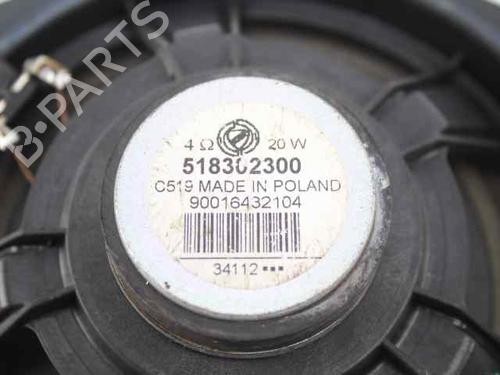 4 Ω 20 W
518302300
C519 MADE IN POLAND
90016432104
34112 ▪▪▪
B-PARTS